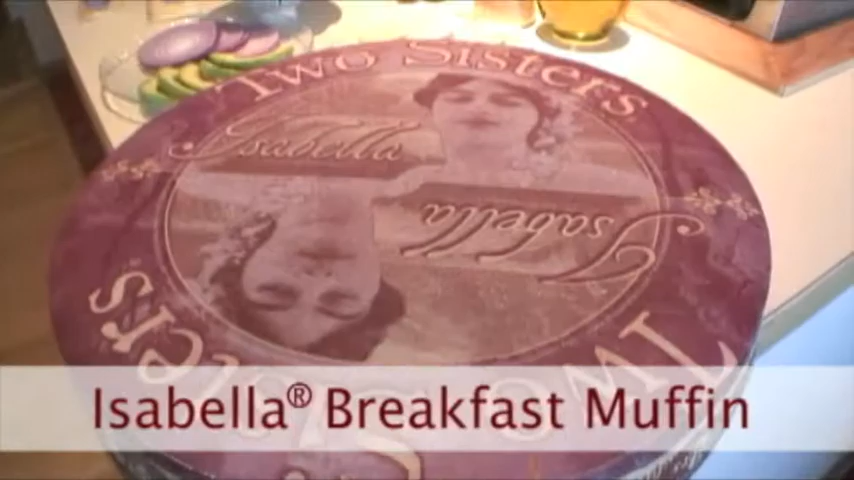 Two Sisters
Isabella
Isabella
Two Sisters
Isabella® Breakfast Muffin